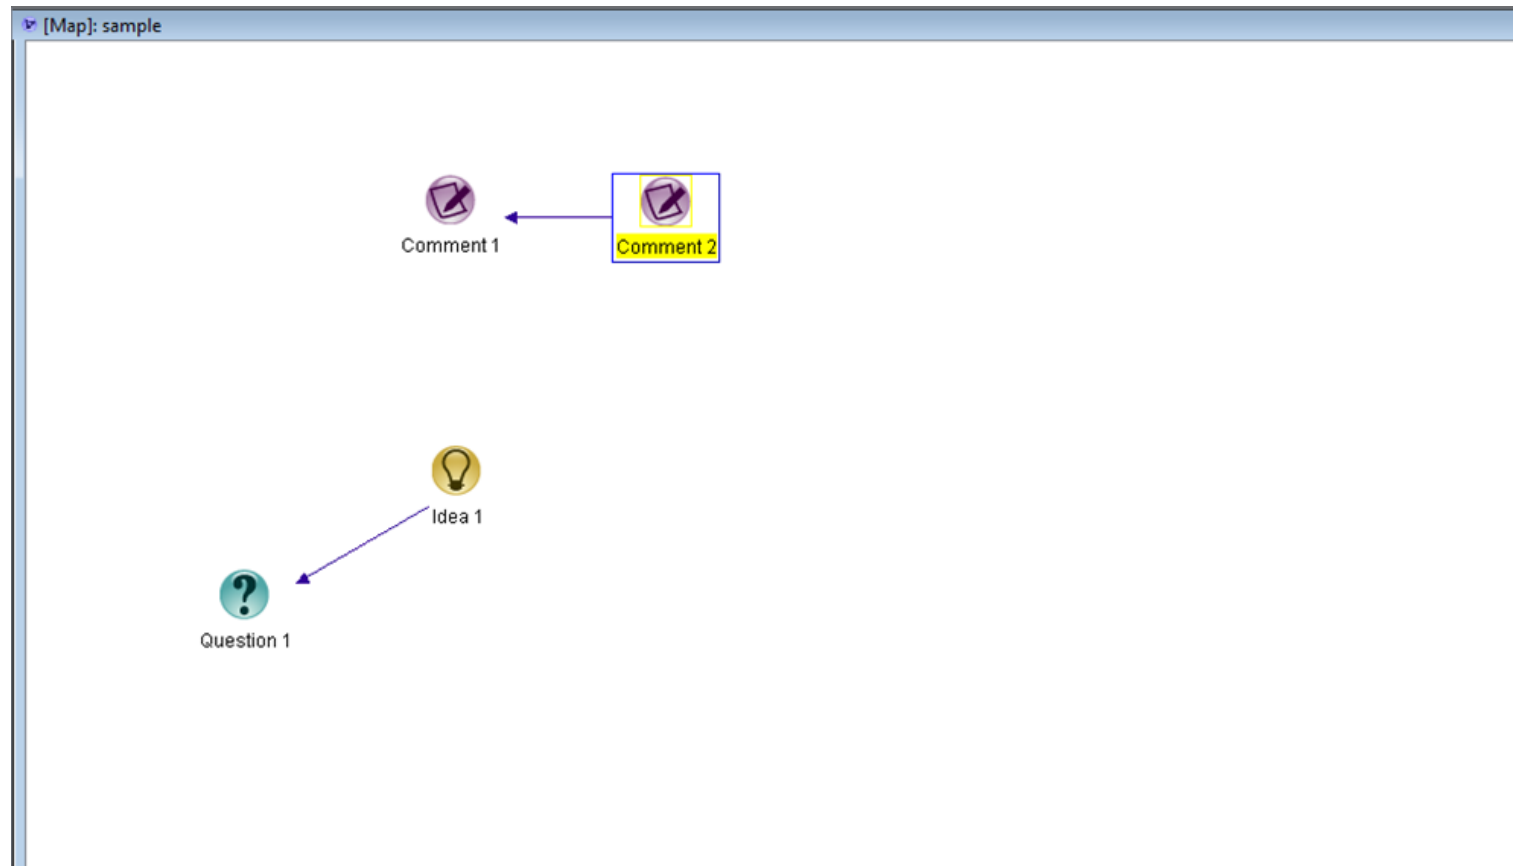 [Map]: sample
Comment 1
Comment 2
Idea 1
?
Question 1